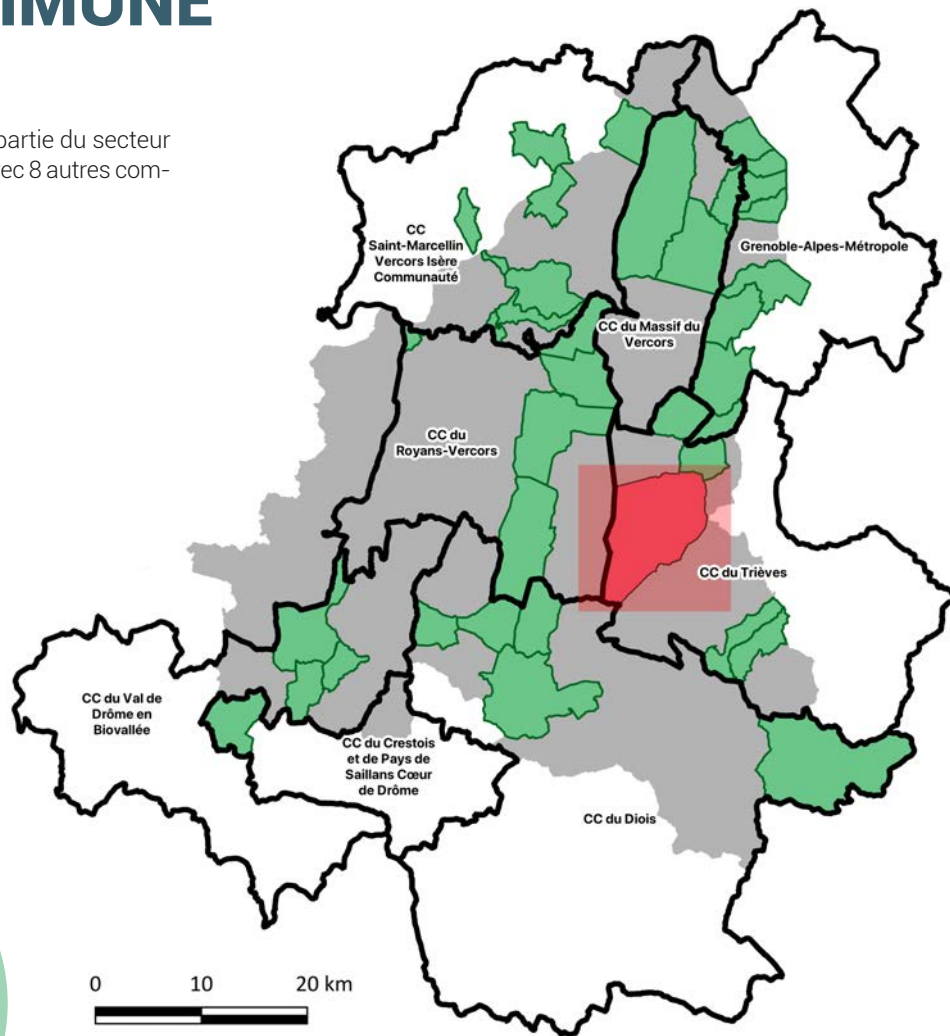 MMUNE
partie du secteur
ec 8 autres com-
CC
Saint-Marcellin
Vercors Isère
Communauté
Grenoble-Alpes-Métropole
CC du Massif du
Vercors
CC du
Royans-Vercors
CC du Trièves
CC du Val de
Drôme en
Biovallée
CC du Crestois
et de Pays de
Saillans Cœur
de Drôme
CC du Diois
0 10 20 km